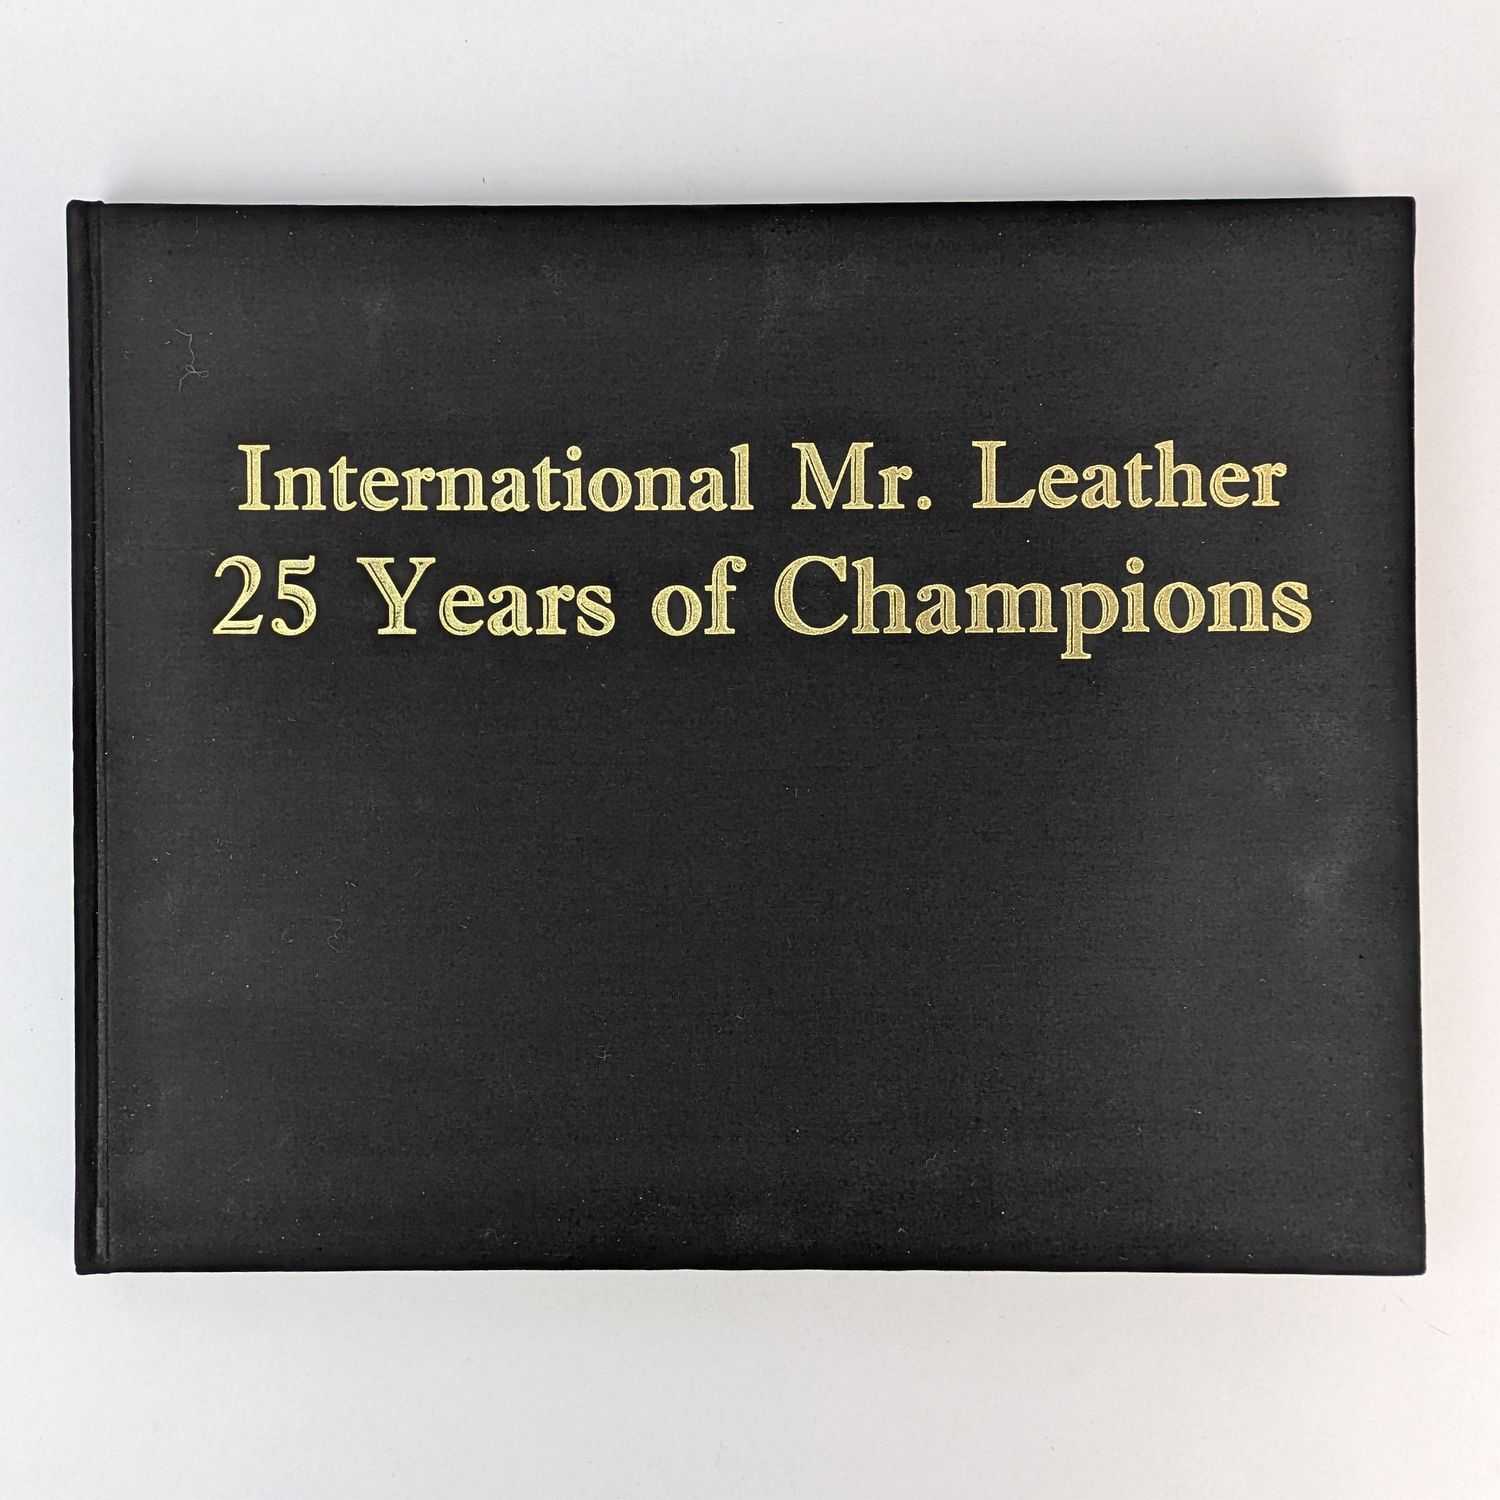 International Mr. Leather
25 Years of Champions